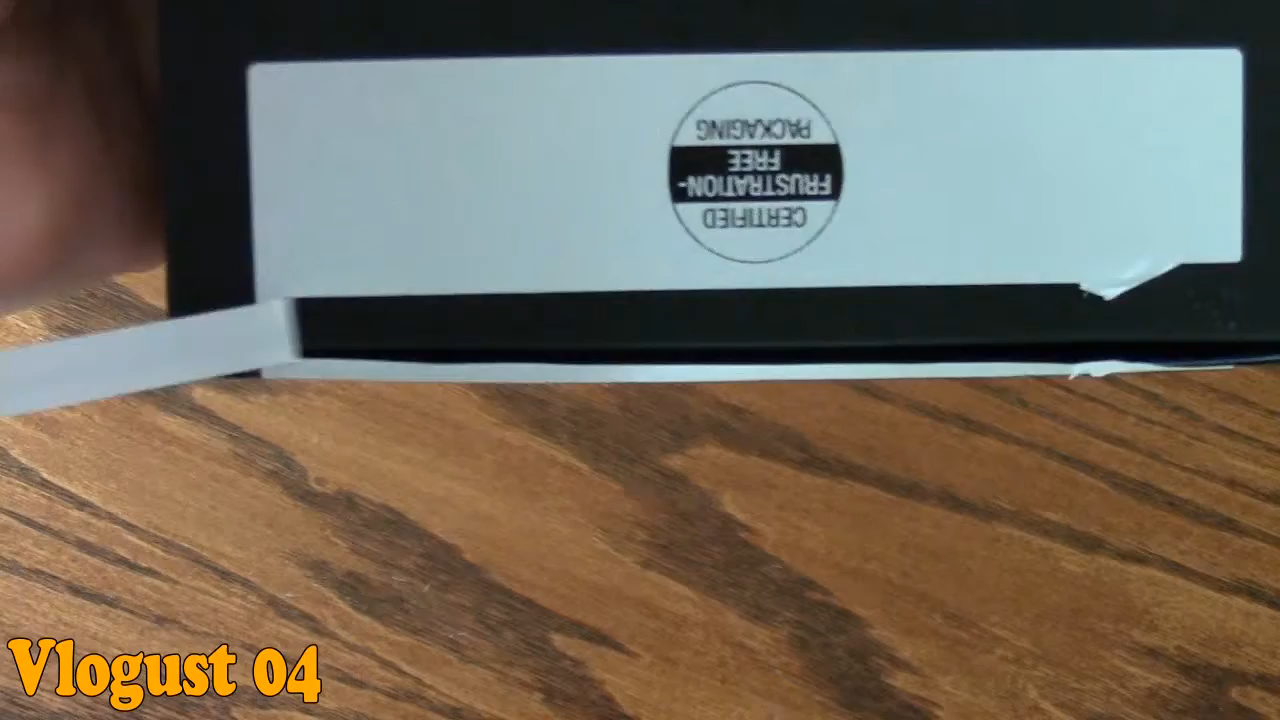 CERTIFIED
FRUSTRATION-
FREE
PACKAGING
Vlogust 04